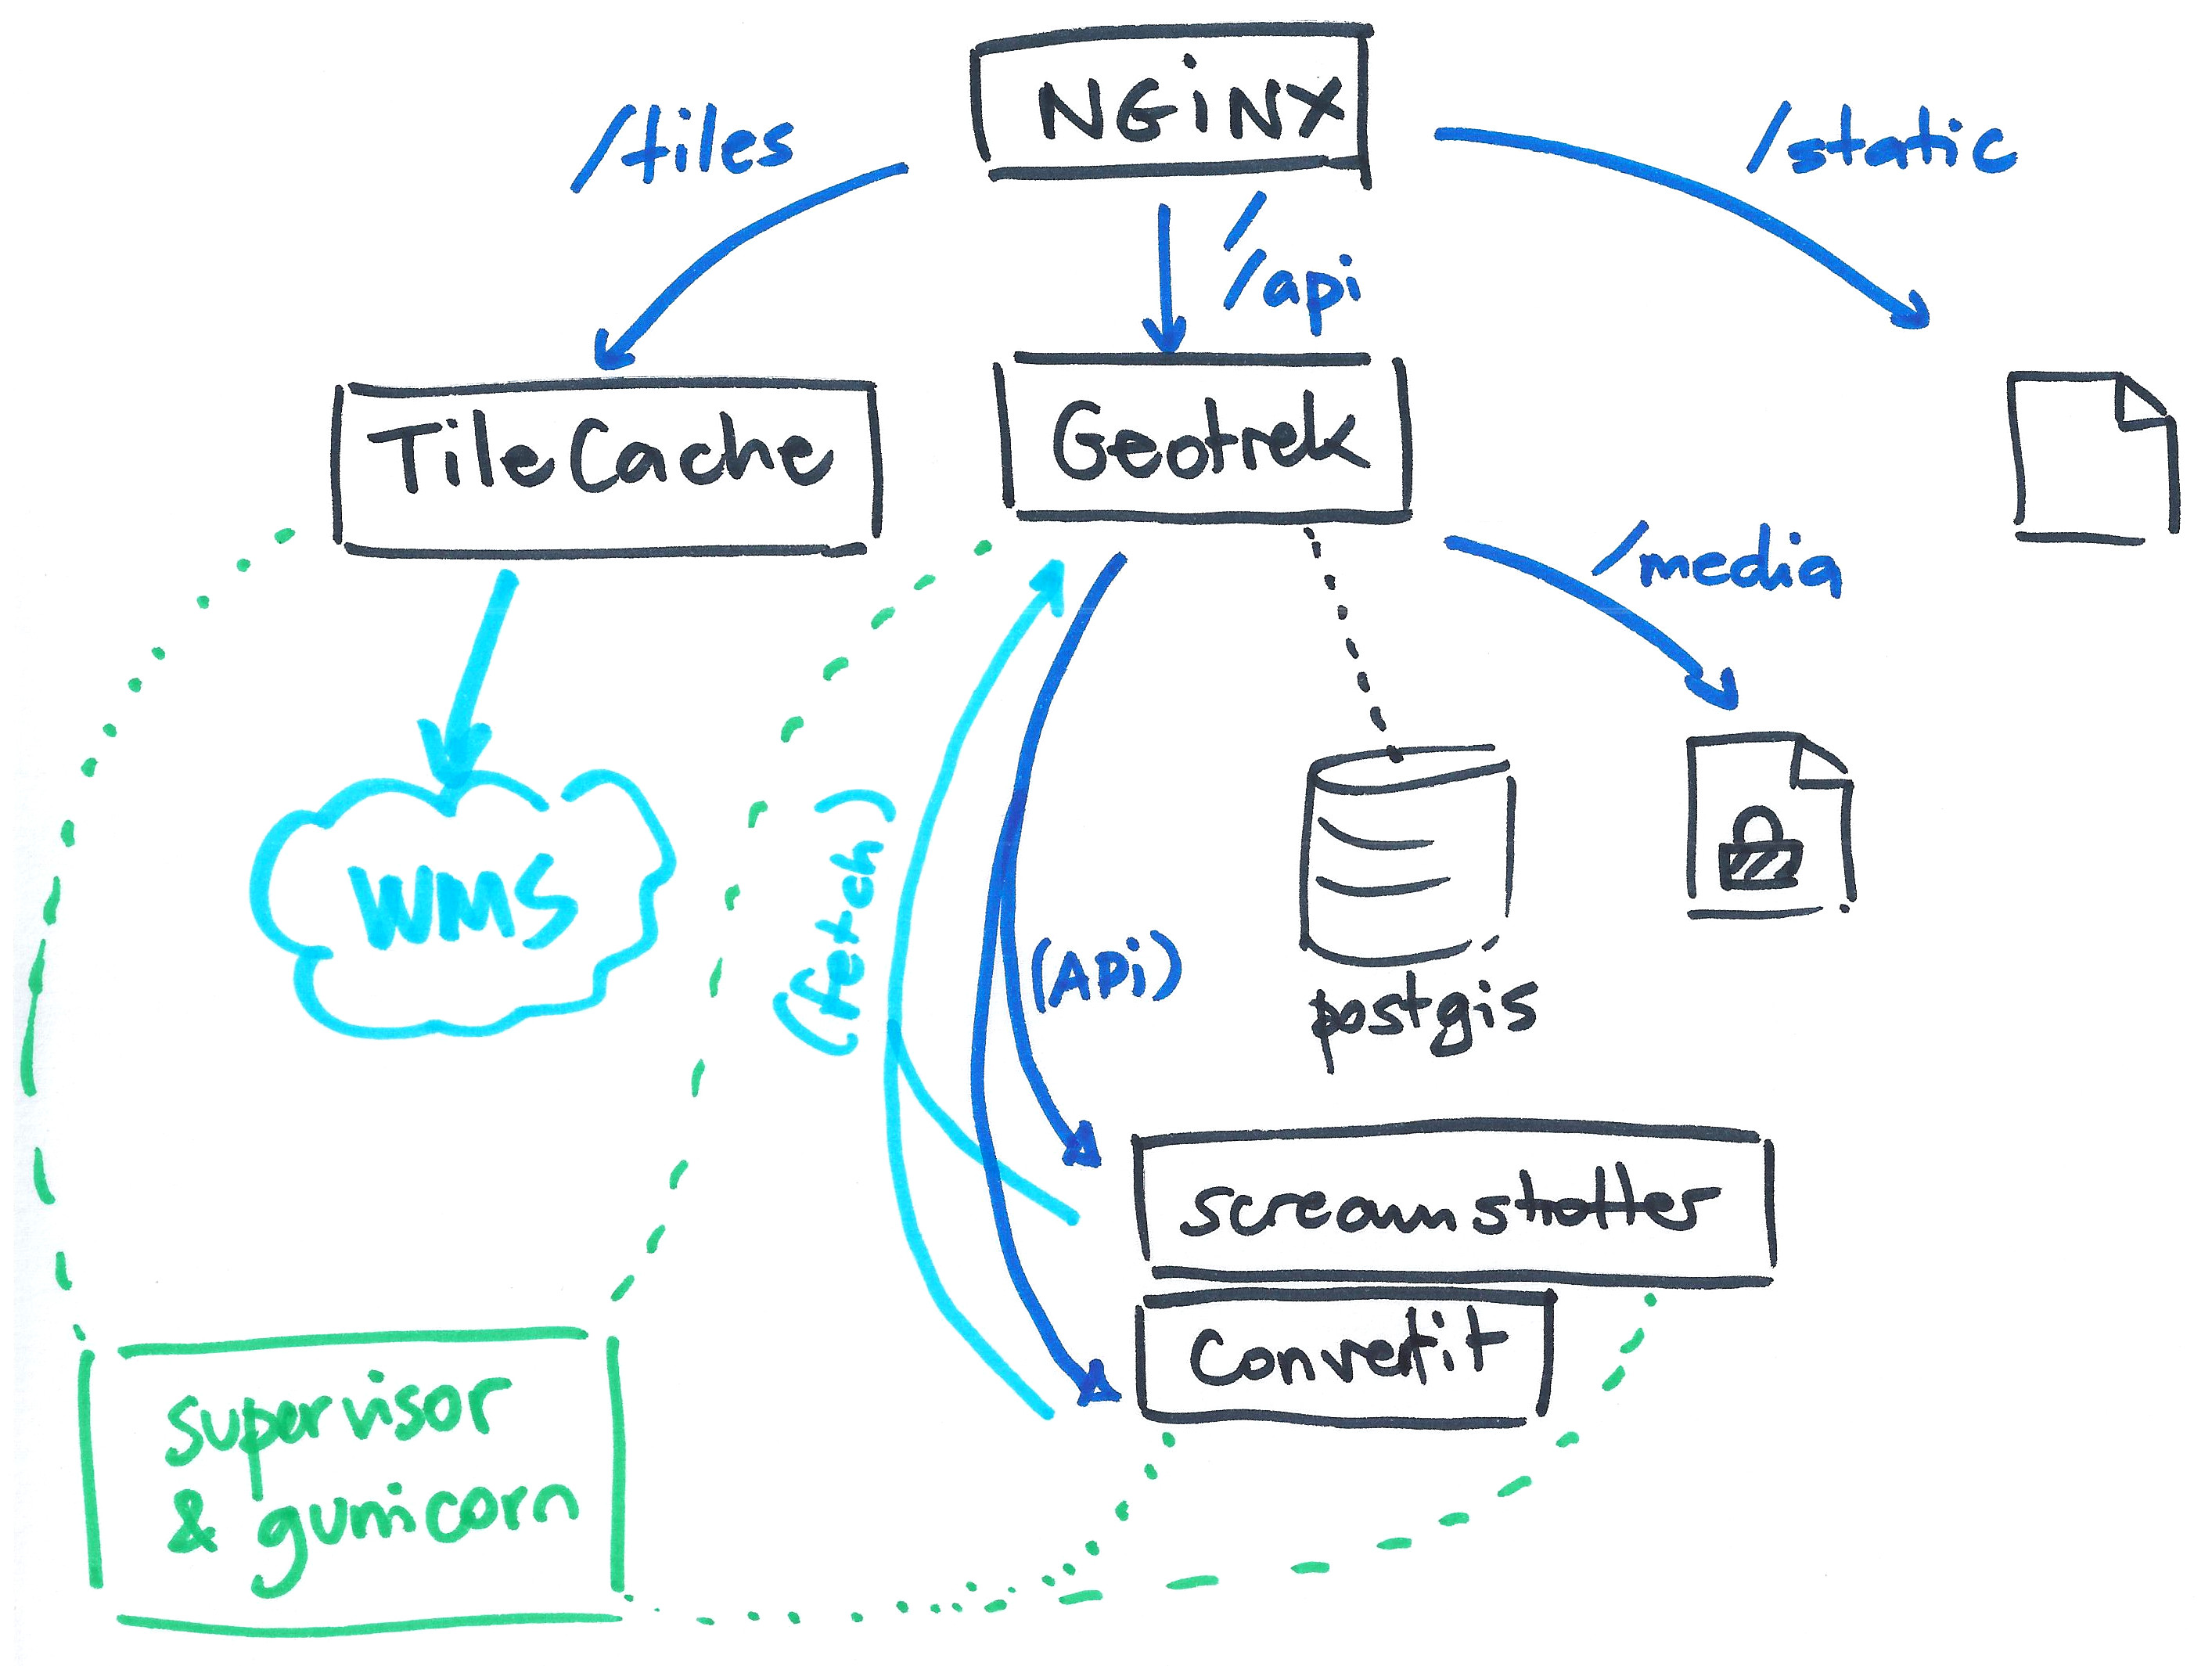 NGiNX
/tiles
/static
/
/api
TileCache
Geotrek
/media
WMS
(fetch)
(APi)
postgis
screamshotter
Convertit
supervisor
& gunicorn